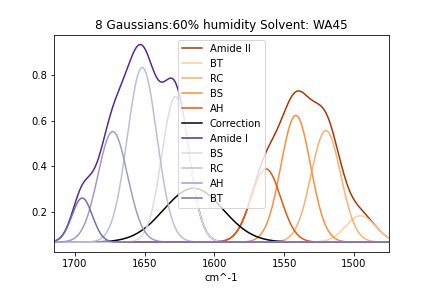 8 Gaussians:60% humidity Solvent: WA45
0.8
0.6
0.4
0.2
Amide II
BT
RC
BS
AH
Correction
Amide I
BS
RC
AH
BT
1700
1650
1600
1550
1500
cm^-1